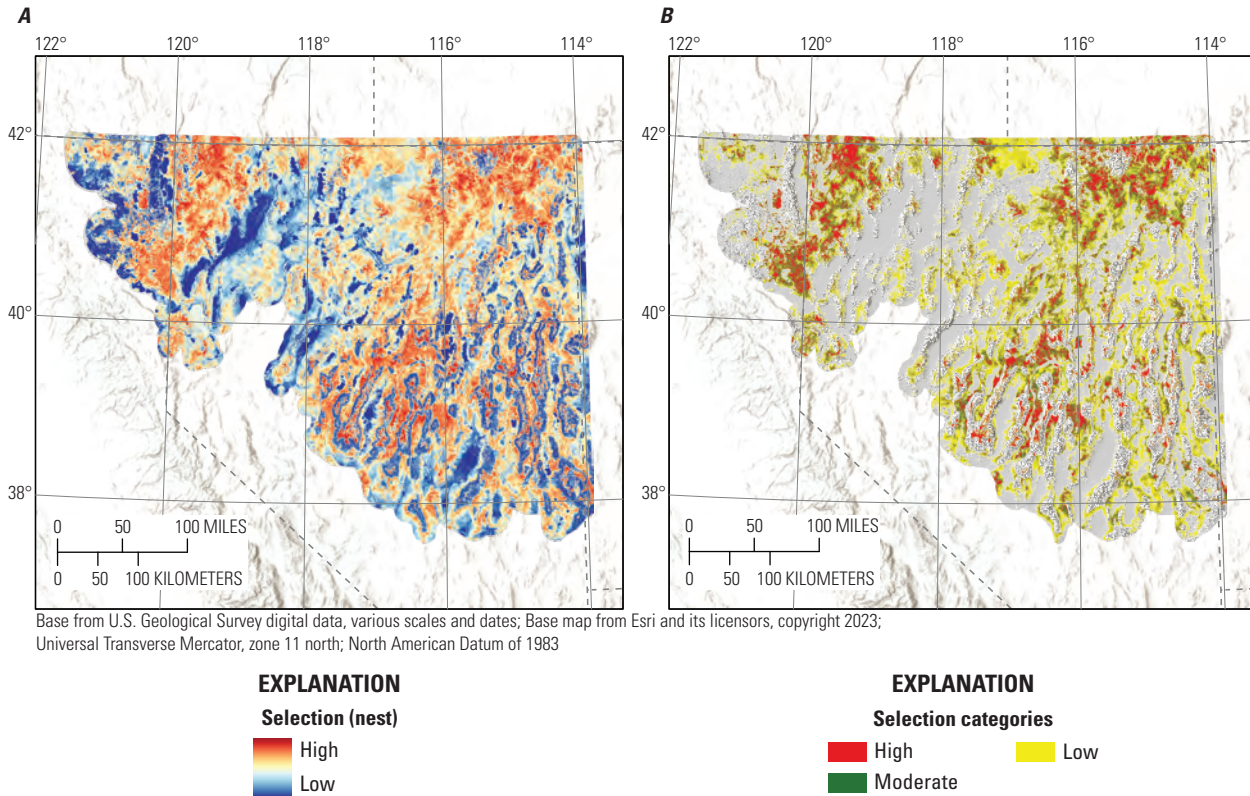 A
B
122° 120° 118° 116° 114°
122° 120° 118° 116° 114°
42°
40°
38°
0 50 100 MILES
0 50 100 KILOMETERS
42°
40°
38°
0 50 100 MILES
0 50 100 KILOMETERS
Base from U.S. Geological Survey digital data, various scales and dates; Base map from Esri and its licensors, copyright 2023;
Universal Transverse Mercator, zone 11 north; North American Datum of 1983
EXPLANATION
Selection (nest)
High
Low
EXPLANATION
Selection categories
High
Moderate
Low